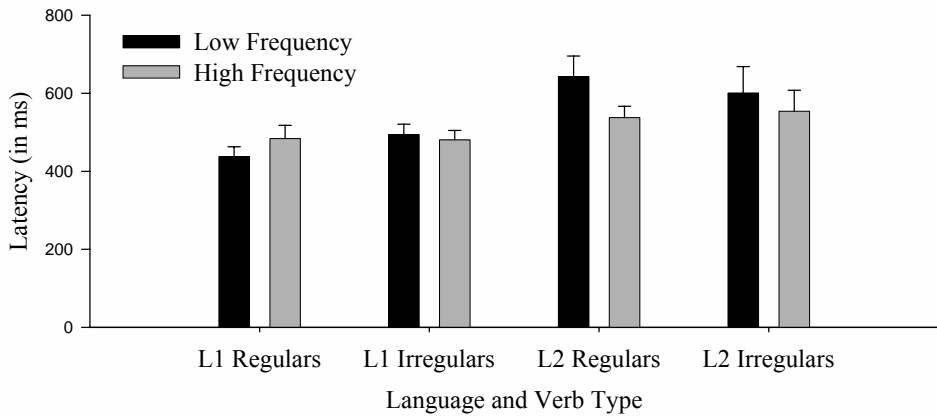 800
Low Frequency
High Frequency
600
400
200
0
Latency (in ms)
L1 Regulars L1 Irregulars L2 Regulars L2 Irregulars
Language and Verb Type